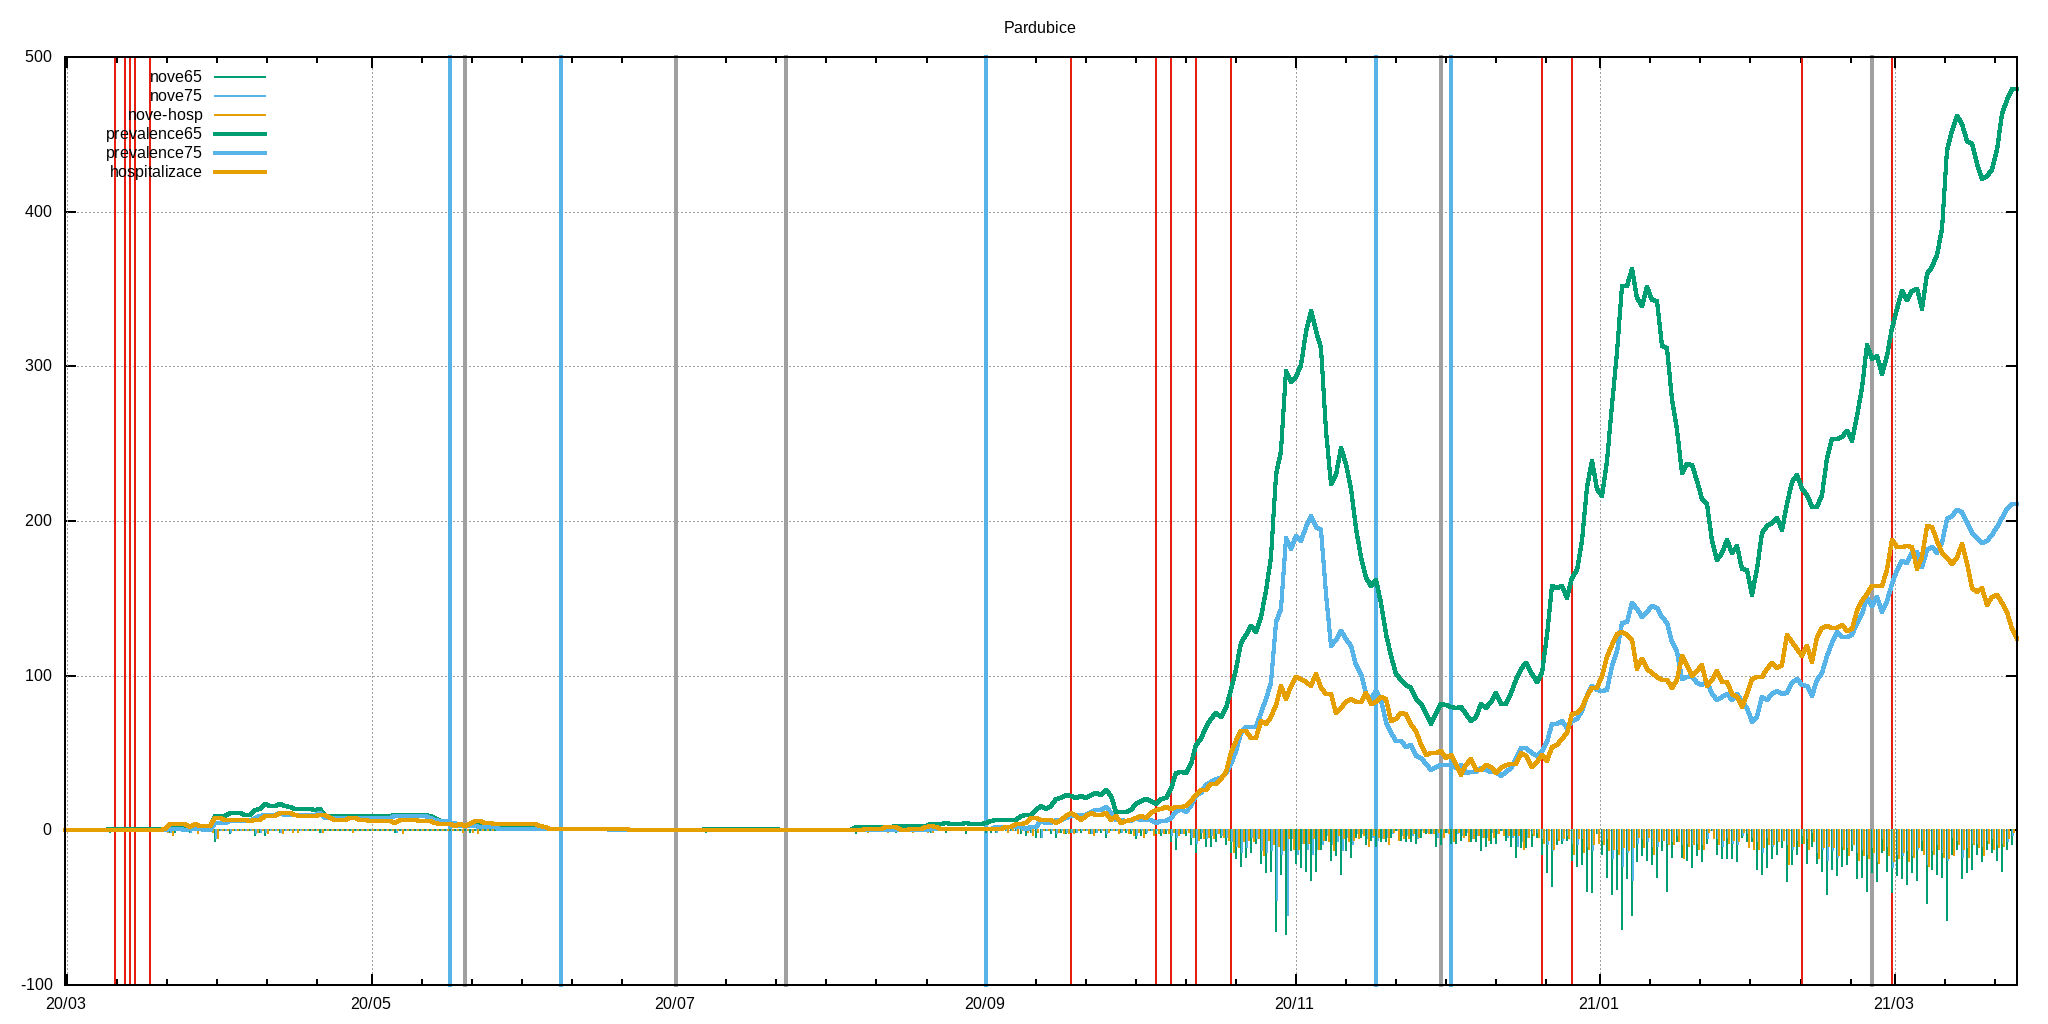 Pardubice
500
nove65
nove75
nove-hosp
prevalence65
prevalence75
hospitalizace
400
300
200
100
0
-100
20/03 20/05 20/07 20/09 20/11 21/01 21/03